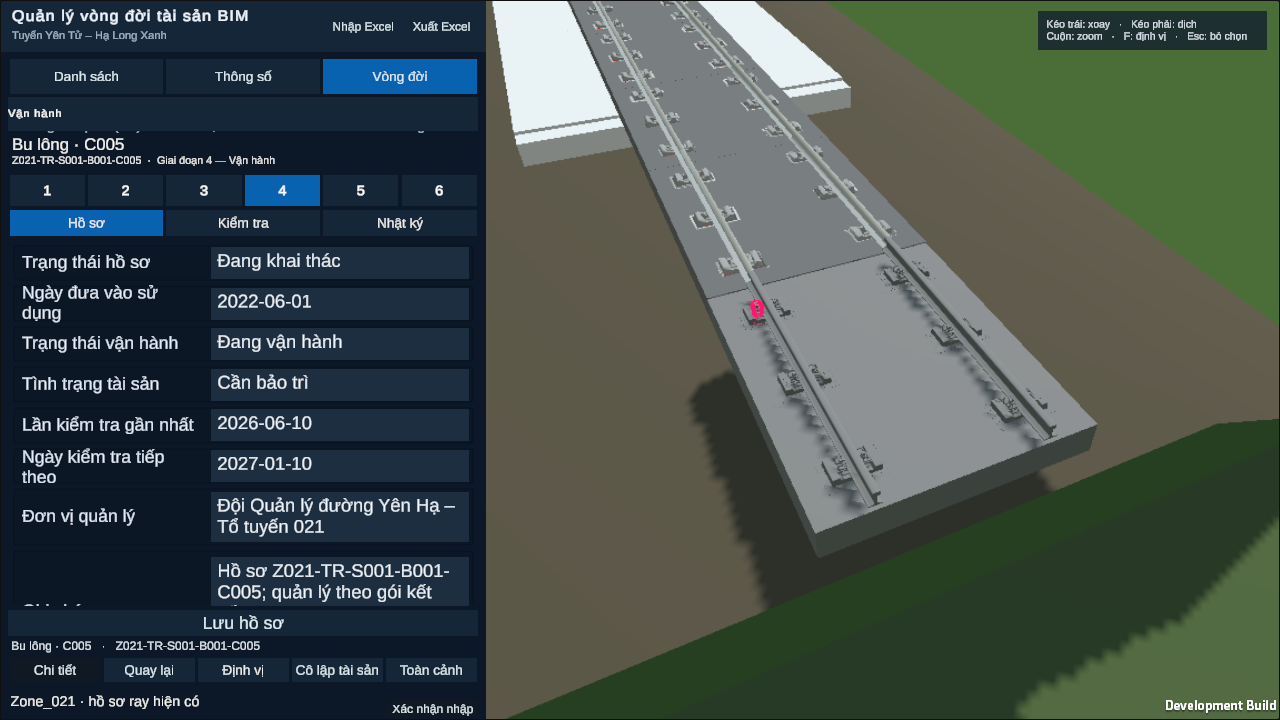 Quản lý vòng đời tài sản BIM
Tuyến Yên Tử – Hạ Long Xanh
Nhập Excel
Xuất Excel
Danh sách
Thông số
Vòng đời
Vận hành
Bu lông · C005
Z021-TR-S001-B001-C005 · Giai đoạn 4 — Vận hành
1
2
3
4
5
6
Hồ sơ
Kiểm tra
Nhật ký
Trạng thái hồ sơ
Đang khai thác
Ngày đưa vào sử
dụng
2022-06-01
Trạng thái vận hành
Đang vận hành
Tình trạng tài sản
Cần bảo trì
Lần kiểm tra gần nhất
2026-06-10
Ngày kiểm tra tiếp
theo
2027-01-10
Đơn vị quản lý
Đội Quản lý đường Yên Hạ –
Tổ tuyến 021
Hồ sơ Z021-TR-S001-B001-
C005; quản lý theo gói kết
Lưu hồ sơ
Bu lông · C005 · Z021-TR-S001-B001-C005
Chi tiết
Quay lại
Định vị
Cô lập tài sản
Toàn cảnh
Zone_021 · hồ sơ ray hiện có
Xác nhận nhập
Kéo trái: xoay · Kéo phải: dịch
Cuộn: zoom · F: định vị · Esc: bỏ chọn
Development Build